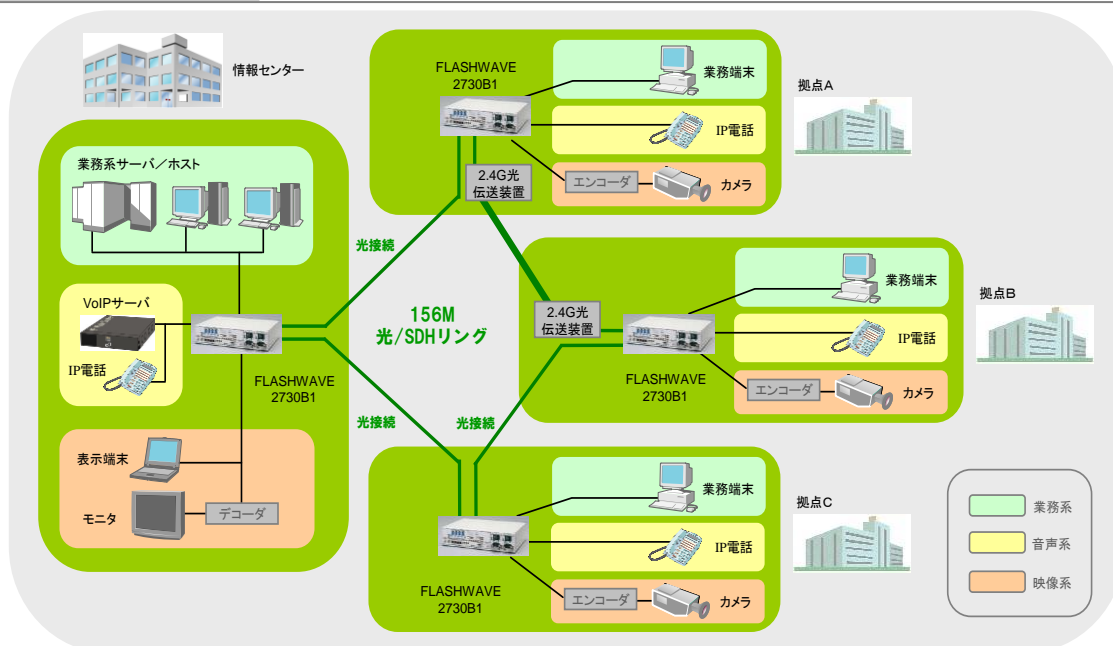 情報センター
業務系サーバ／ホスト
VoIPサーバ
IP電話
FLASHWAVE
2730B1
表示端末
モニタ
デコーダ
光接続
光接続
光接続
156M
光/SDHリング
FLASHWAVE
2730B1
2.4G光
伝送装置
業務端末
IP電話
エンコーダ
カメラ
拠点A
2.4G光
伝送装置
FLASHWAVE
2730B1
業務端末
IP電話
エンコーダ
カメラ
拠点B
FLASHWAVE
2730B1
業務端末
IP電話
エンコーダ
カメラ
拠点C
業務系
音声系
映像系